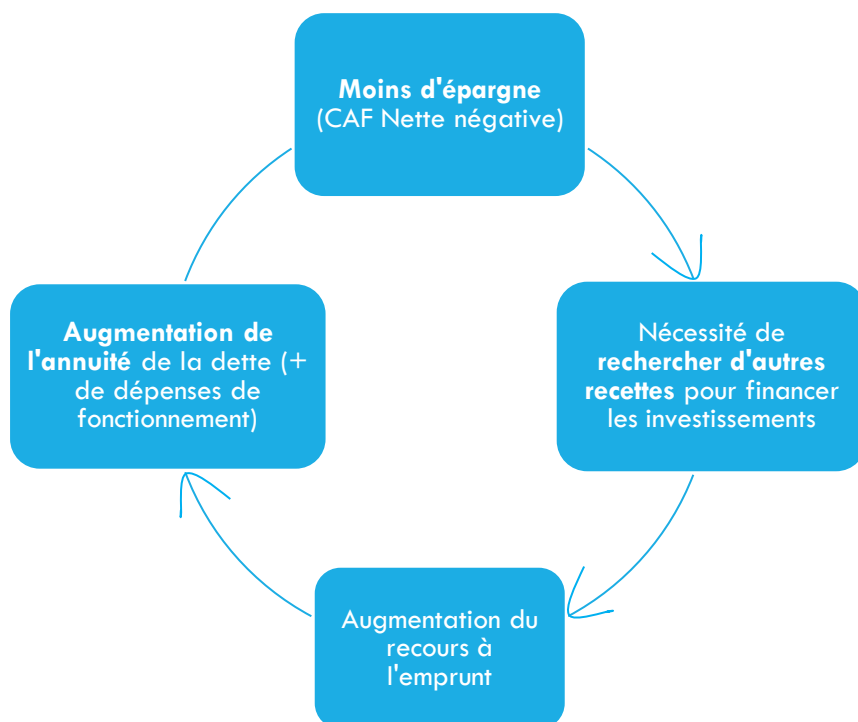 Moins d'épargne
(CAF Nette négative)
Nécessité de
rechercher d'autres
recettes pour financer
les investissements
Augmentation du
recours à
l'emprunt
Augmentation de
l'annuité de la dette (+
de dépenses de
fonctionnement)